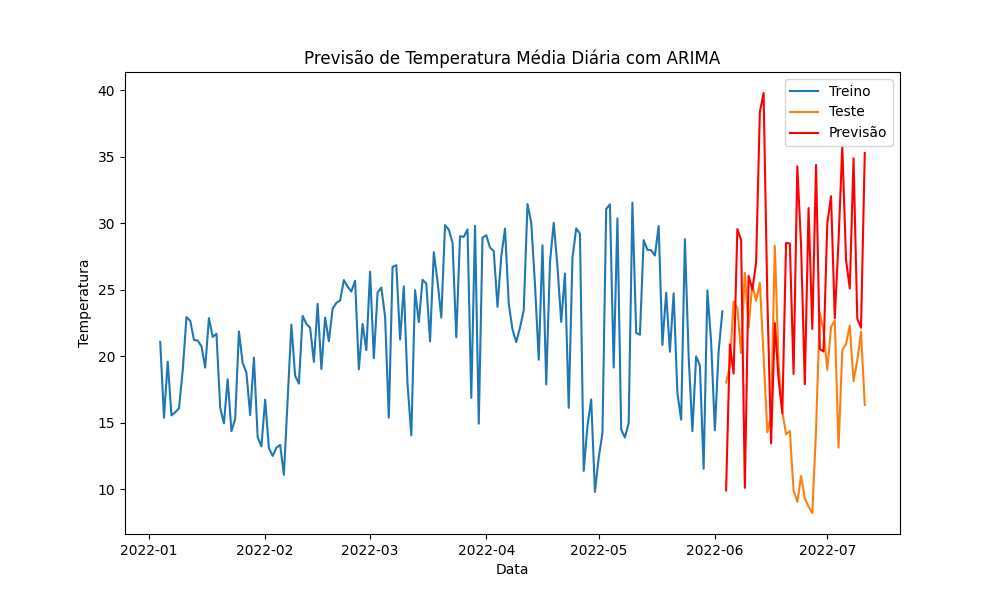 Previsão de Temperatura Média Diária com ARIMA
Treino
Teste
Previsão
Temperatura
40
35
30
25
20
15
10
2022-01 2022-02 2022-03 2022-04 2022-05 2022-06 2022-07
Data